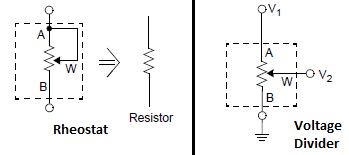 A
W
B
Rheostat
Resistor
V1
A
W
V2
B
Voltage
Divider